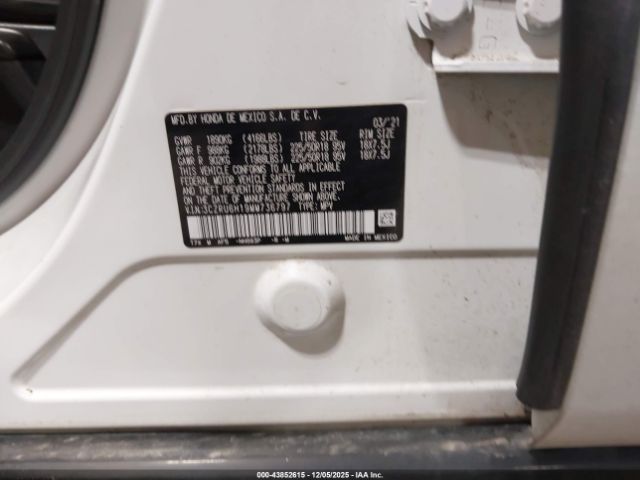 MFD.BY HONDA DE MEXICO S.A. DE C.V. 03/'21
GVWR 1890KG (4166LBS) TIRE SIZE RIM SIZE
GAWR F 988KG (2178LBS) 225/50R18 95V 18X7.5J
GAWR R 902KG (1988LBS) 225/50R18 95V 18X7.5J
THIS VEHICLE CONFORMS TO ALL APPLICABLE
FEDERAL MOTOR VEHICLE SAFETY
AND THEFT PREVENTION STANDARDS IN EFFECT
ON THE DATE OF MANUFACTURE SHOWN ABOVE.
TYPE: MPV
MADE IN MEXICO
000-43852615 - 12/05/2025 - IAA Inc.